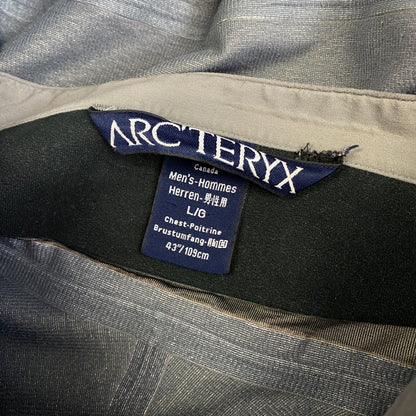 ARC'TERYX
Canada
Men's-Hommes
Herren-男性用
L/G
Chest-Poitrine
Brustumfang-胸囲
43"/109cm